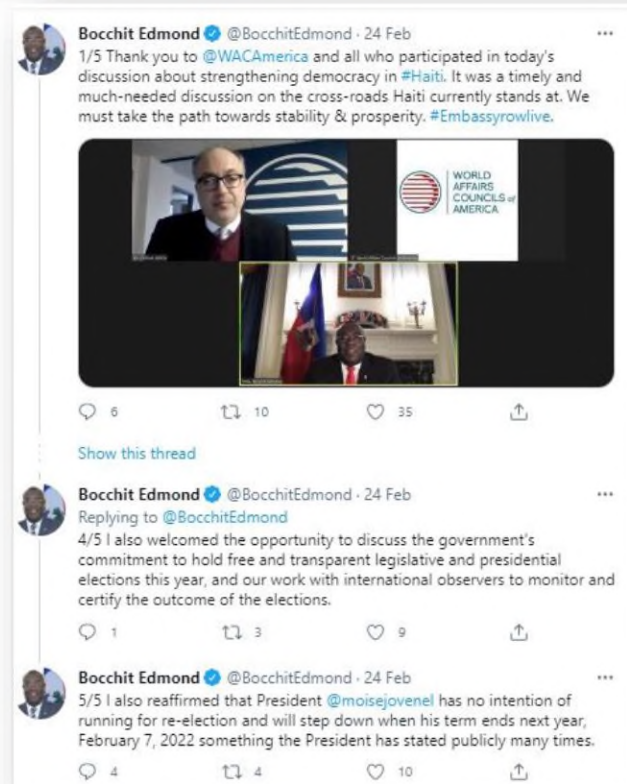 Bocchit Edmond @BocchitEdmond · 24 Feb
1/5 Thank you to @WACAmerica and all who participated in today's
discussion about strengthening democracy in #Haiti. It was a timely and
much-needed discussion on the cross-roads Haiti currently stands at. We
must take the path towards stability & prosperity. #Embassyrowlive.
WORLD
AFFAIRS
COUNCILS of
AMERICA
6 10 35
Show this thread
Bocchit Edmond @BocchitEdmond · 24 Feb
Replying to @BocchitEdmond
4/5 I also welcomed the opportunity to discuss the government's
commitment to hold free and transparent legislative and presidential
elections this year, and our work with international observers to monitor and
certify the outcome of the elections.
1 3 9
Bocchit Edmond @BocchitEdmond · 24 Feb
5/5 I also reaffirmed that President @moisejovenel has no intention of
running for re-election and will step down when his term ends next year,
February 7, 2022 something the President has stated publicly many times.
4 4 10